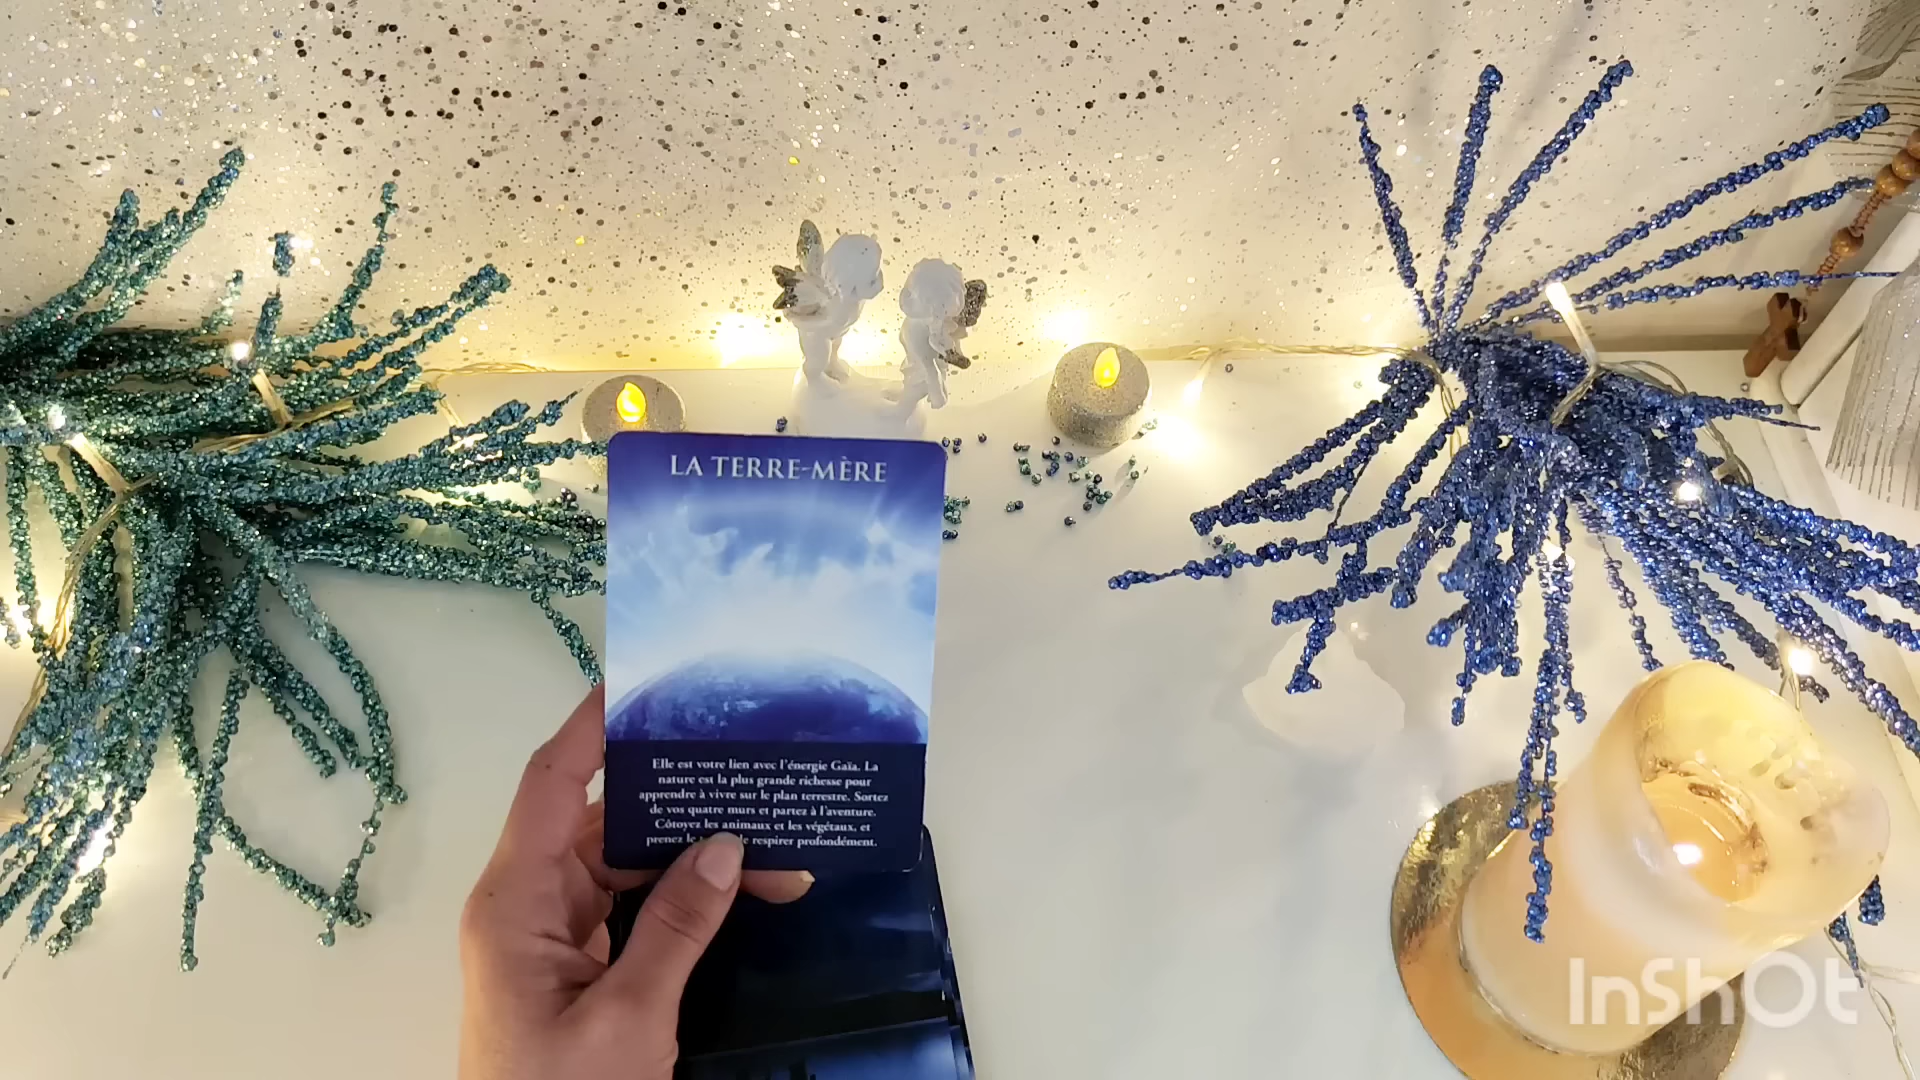 LA TERRE-MÈRE
Elle est votre lien avec l'énergie Gaïa. La
nature est la plus grande richesse pour
apprendre à vivre sur le plan terrestre. Sortez
de vos quatre murs et partez à l'aventure.
Côtoyez les animaux et les végétaux, et
prenez le respirer profondément.
InShOt